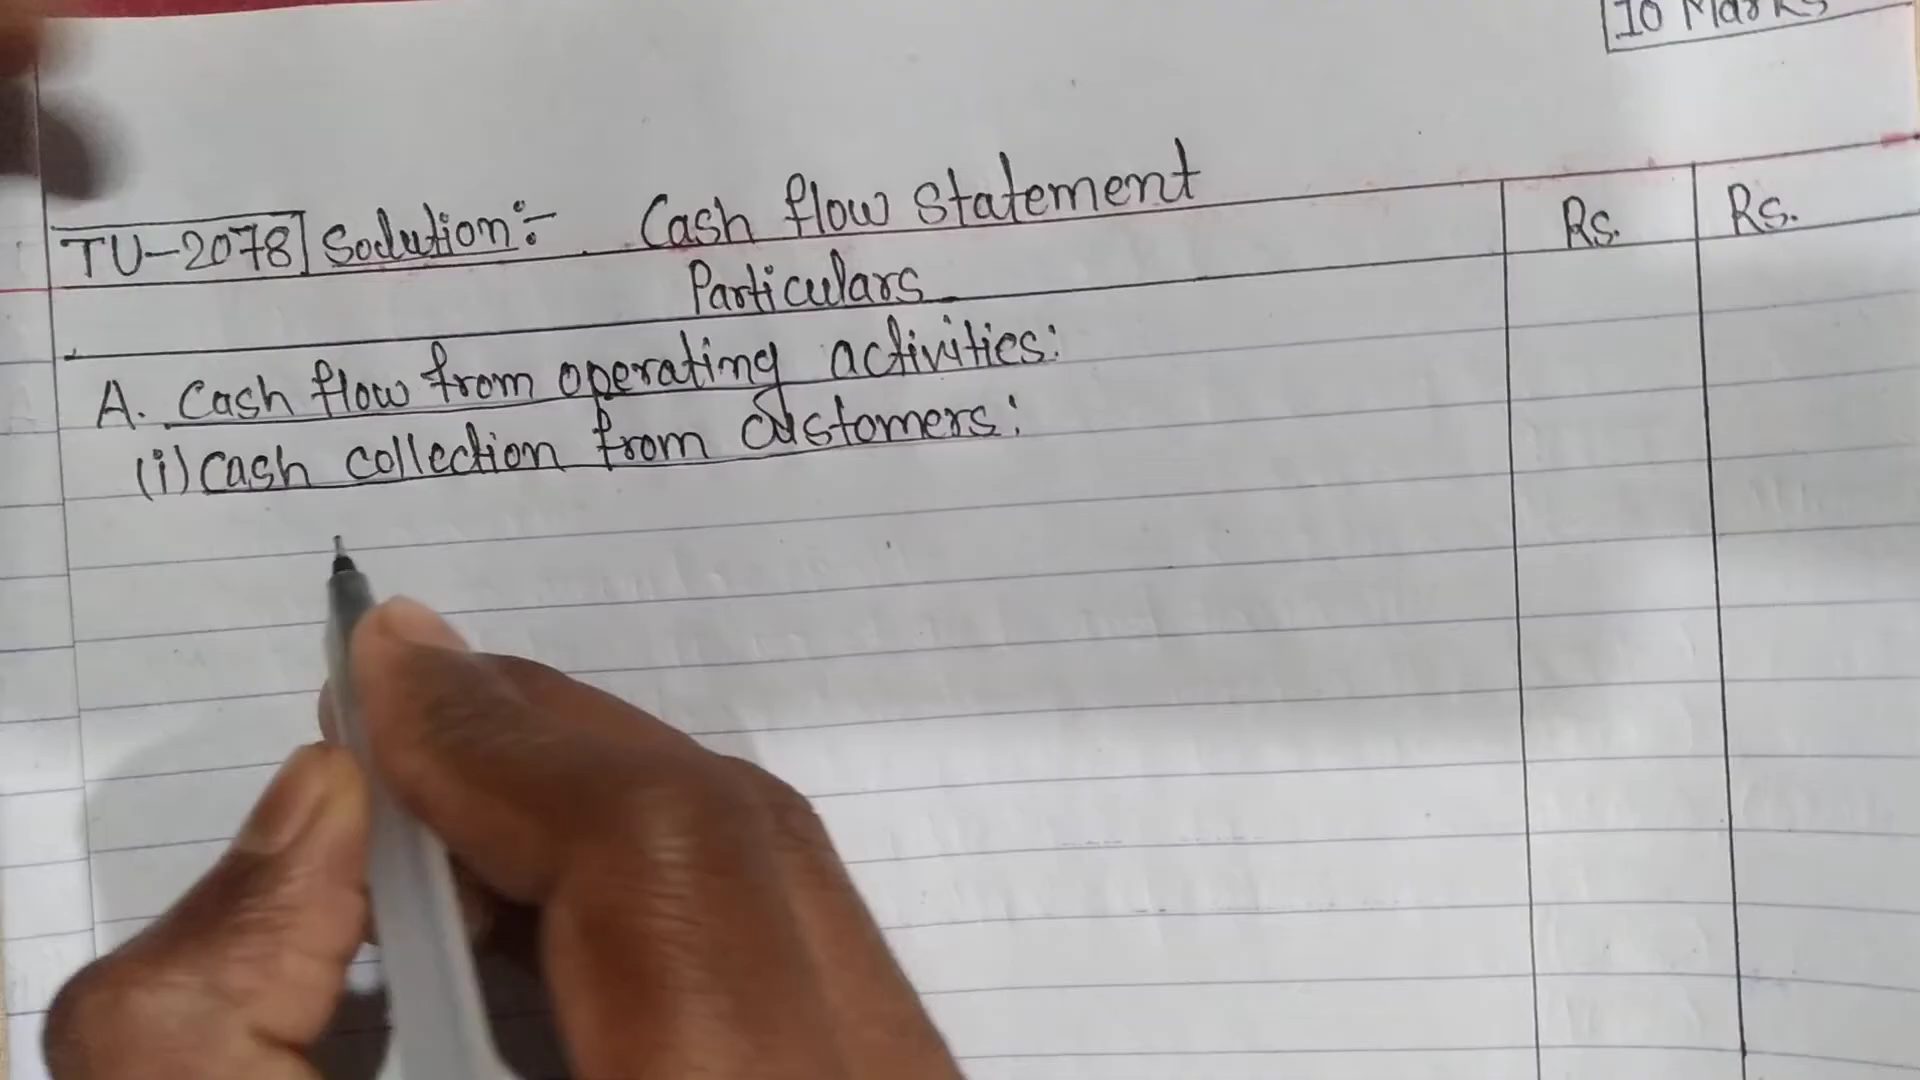 10 Marks
TU-2078 Solution:- Cash flow statement
Particulars
Rs.
Rs.
A. Cash flow from operating activities:
(i) Cash collection from customers: